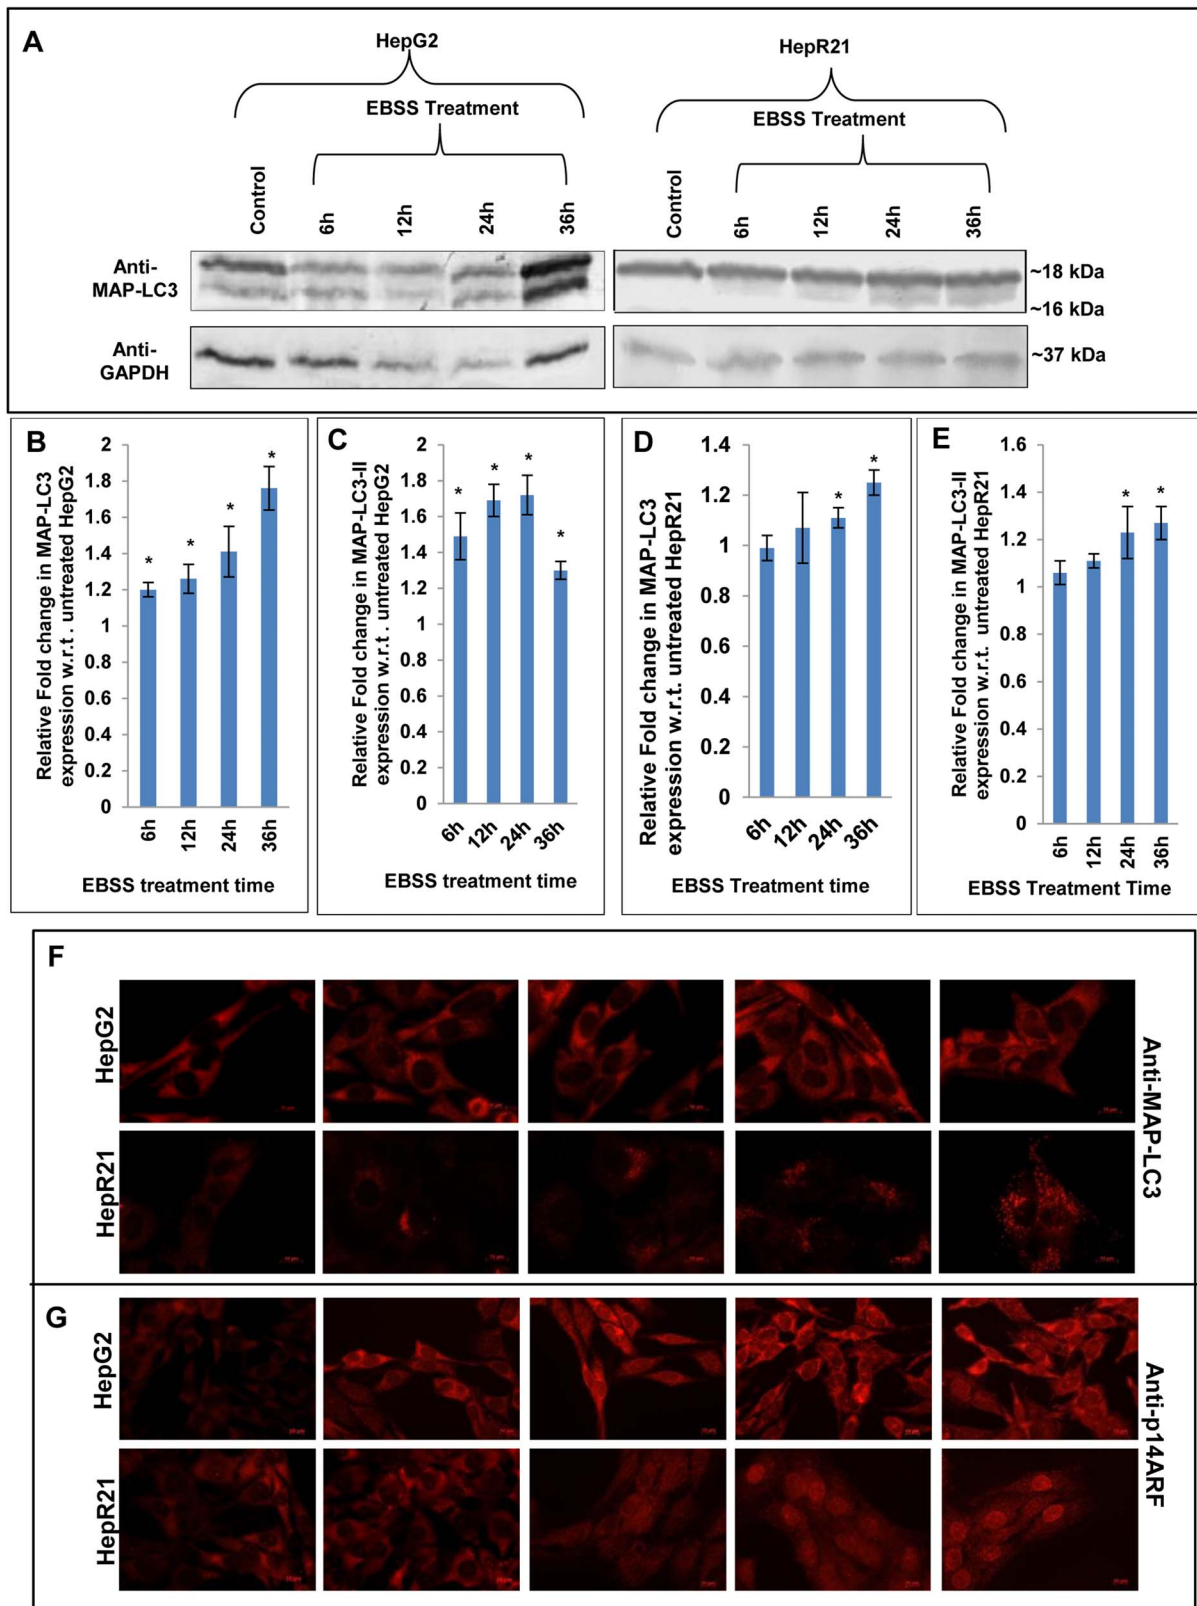 A
HepG2
HepR21
EBSS Treatment
EBSS Treatment
Control
6h
12h
24h
36h
Control
6h
12h
24h
36h
Anti-
MAP-LC3
~18 kDa
~16 kDa
Anti-
GAPDH
~37 kDa
B
Relative Fold change in MAP-LC3
expression w.r.t . untreated HepG2
2
1.8
1.6
1.4
1.2
1
0.8
0.6
0.4
0.2
0
*
*
*
*
6h
12h
24h
36h
EBSS treatment time
C
Relative Fold change in MAP-LC3-II
expression w.r.t . untreated HepG2
2
1.8
1.6
1.4
1.2
1
0.8
0.6
0.4
0.2
0
*
*
*
*
6h
12h
24h
36h
EBSS treatment time
D
Relative Fold change in MAP-LC3
expression w.r.t. untreated HepR21
1.4
1.2
1
0.8
0.6
0.4
0.2
0
*
*
6h
12h
24h
36h
EBSS Treatment time
E
Relative Fold change in MAP-LC3-II
expression w.r.t . untreated HepR21
1.6
1.4
1.2
1
0.8
0.6
0.4
0.2
0
*
*
6h
12h
24h
36h
EBSS Treatment Time
F
HepG2
HepR21
Anti-MAP-LC3
G
HepG2
HepR21
Anti-p14ARF